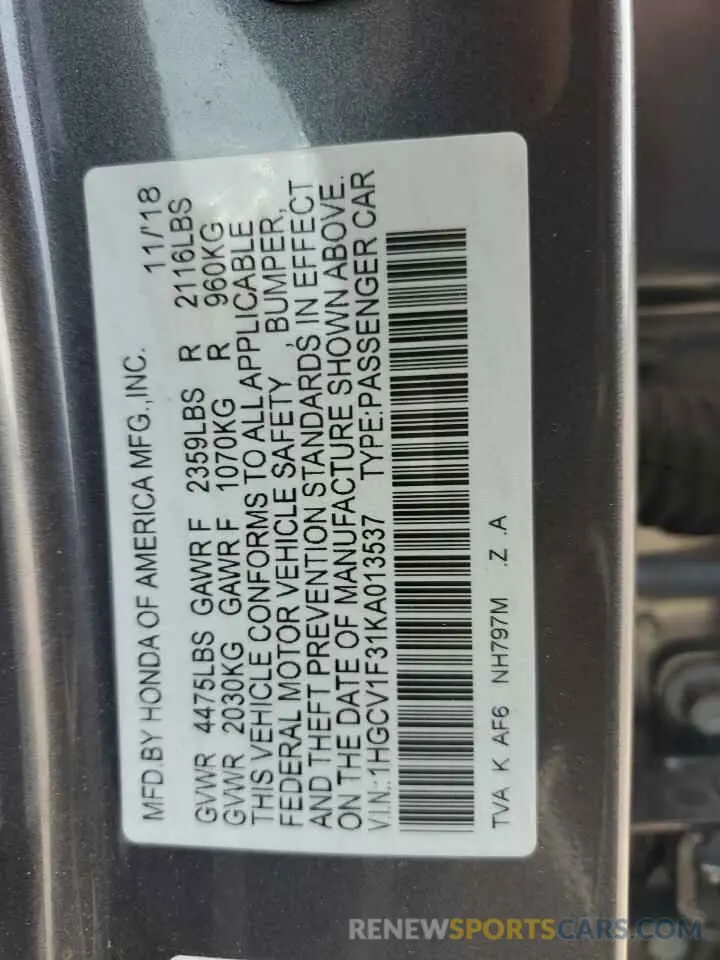 MFD.BY HONDA OF AMERICA MFG.,INC. 11/'18
GVWR 4475LBS GAWR F 2359LBS R 2116LBS
GVWR 2030KG GAWR F 1070KG R 960KG
THIS VEHICLE CONFORMS TO ALL APPLICABLE
FEDERAL MOTOR VEHICLE SAFETY , BUMPER,
AND THEFT PREVENTION STANDARDS IN EFFECT
ON THE DATE OF MANUFACTURE SHOWN ABOVE.
V.I.N.:1HGCV1F31KA013537 TYPE:PASSENGER CAR
TVA K AF6 NH797M .Z .A
RENEWSPORTSCARS.COM